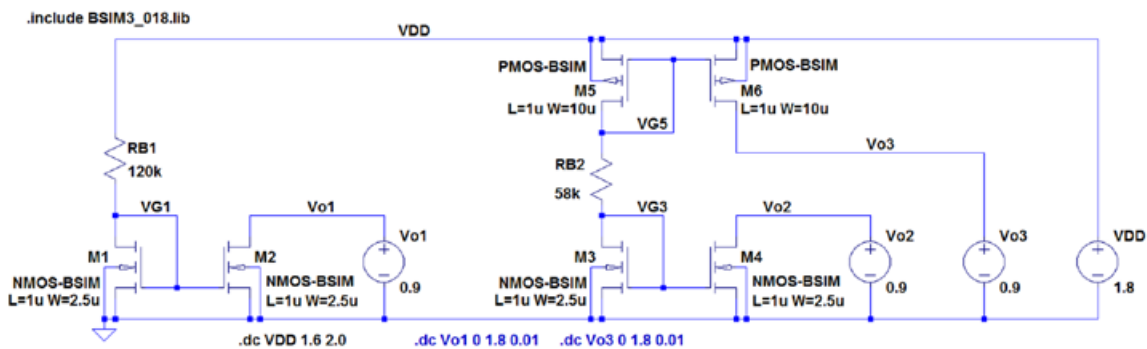 .include BSIM3_018.lib
VDD
PMOS-BSIM
PMOS-BSIM
M5
M6
L=1u W=10u
L=1u W=10u
VG5
Vo3
RB1
120k
RB2
58k
VG1
Vo1
VG3
Vo2
Vo1
Vo2
Vo3
VDD
M1
M2
M3
M4
NMOS-BSIM
NMOS-BSIM
NMOS-BSIM
NMOS-BSIM
L=1u W=2.5u
L=1u W=2.5u
L=1u W=2.5u
L=1u W=2.5u
0.9
0.9
0.9
1.8
.dc VDD 1.6 2.0
.dc Vo1 0 1.8 0.01
.dc Vo3 0 1.8 0.01